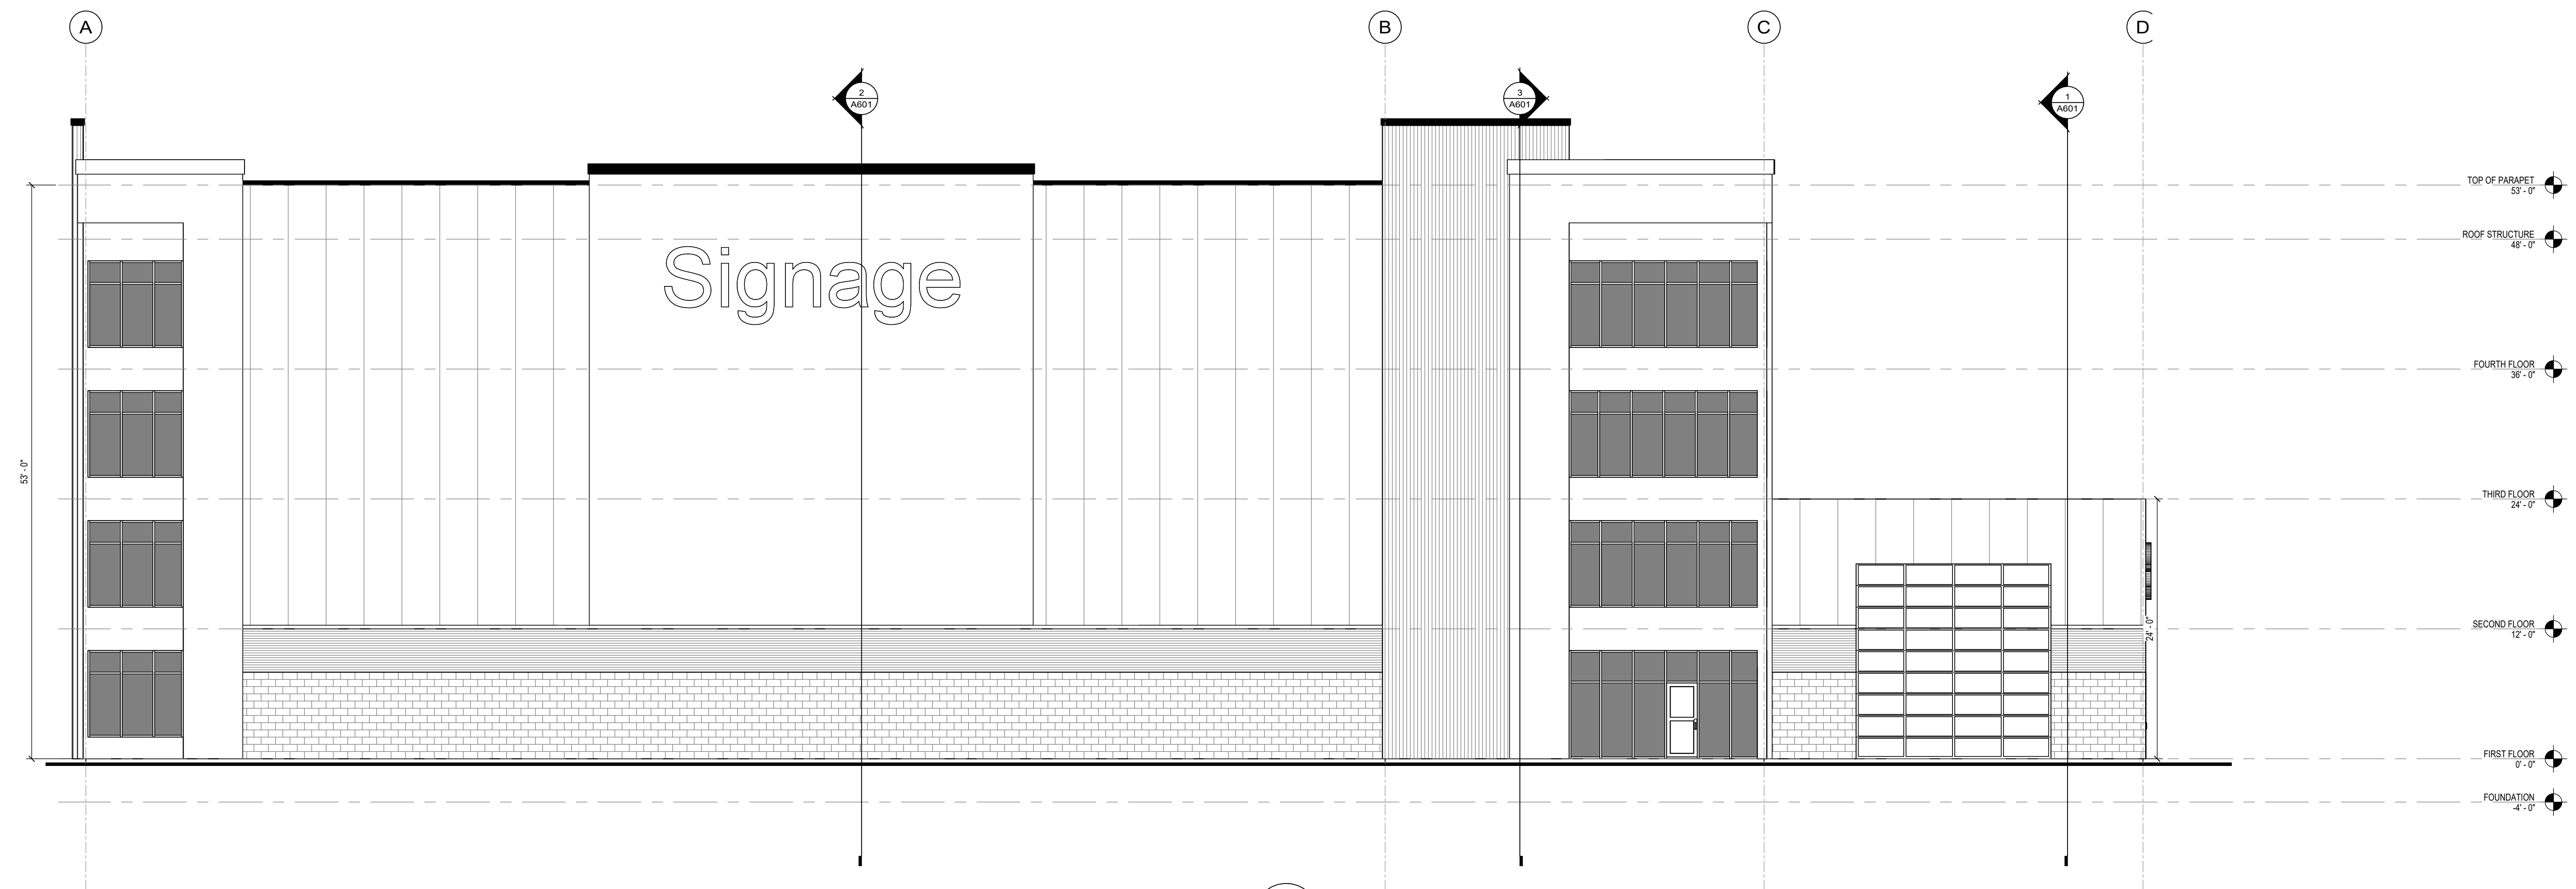 A
B
C
D
2
A601
3
A601
1
A601
TOP OF PARAPET
53' - 0"
ROOF STRUCTURE
48' - 0"
Signage
FOURTH FLOOR
36' - 0"
53' - 0"
THIRD FLOOR
24' - 0"
SECOND FLOOR
12' - 0"
24' - 0"
FIRST FLOOR
0' - 0"
FOUNDATION
-4' - 0"